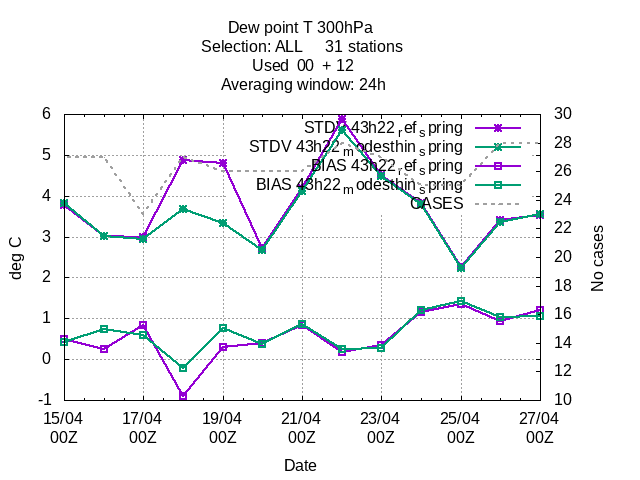 Dew point T 300hPa
Selection: ALL 31 stations
Used 00 + 12
Averaging window: 24h
6
5
4
3
2
1
0
-1
deg C
30
28
26
24
22
20
18
16
14
12
10
No cases
STDV 43h22_ref_spring
STDV 43h22_modesthin_spring
BIAS 43h22_ref_spring
BIAS 43h22_modesthin_spring
CASES
15/04 17/04 19/04 21/04 23/04 25/04 27/04
00Z 00Z 00Z 00Z 00Z 00Z 00Z
Date